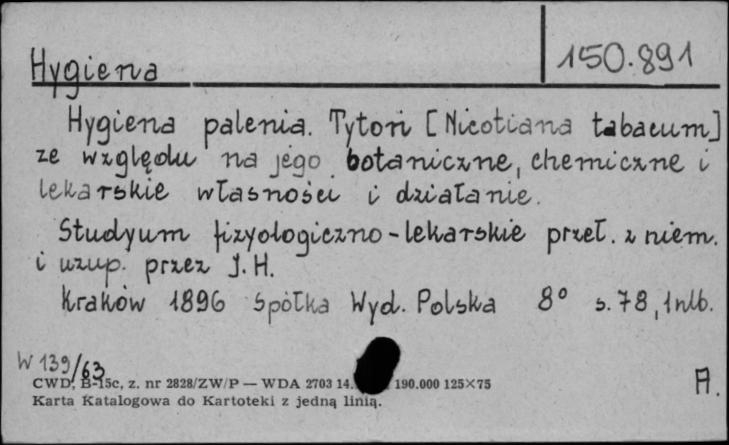 Hygiena
150.891
Hygiena palenia. Tytoń [Nicotiana tabacum]
ze względu na jego botaniczne, chemiczne i
lekarskie własności i działanie.
Studyum fizyologiczno-lekarskie przeł. z niem.
i uzup. przez J. H.
Kraków 1896 Spółka Wyd. Polska 8° s. 78, 1 nlb.
W 139/63
A.
CWD, B-15c, z. nr 2828/ZW/P — WDA 2703 14. 190.000 125×75
Karta Katalogowa do Kartoteki z jedną linią.